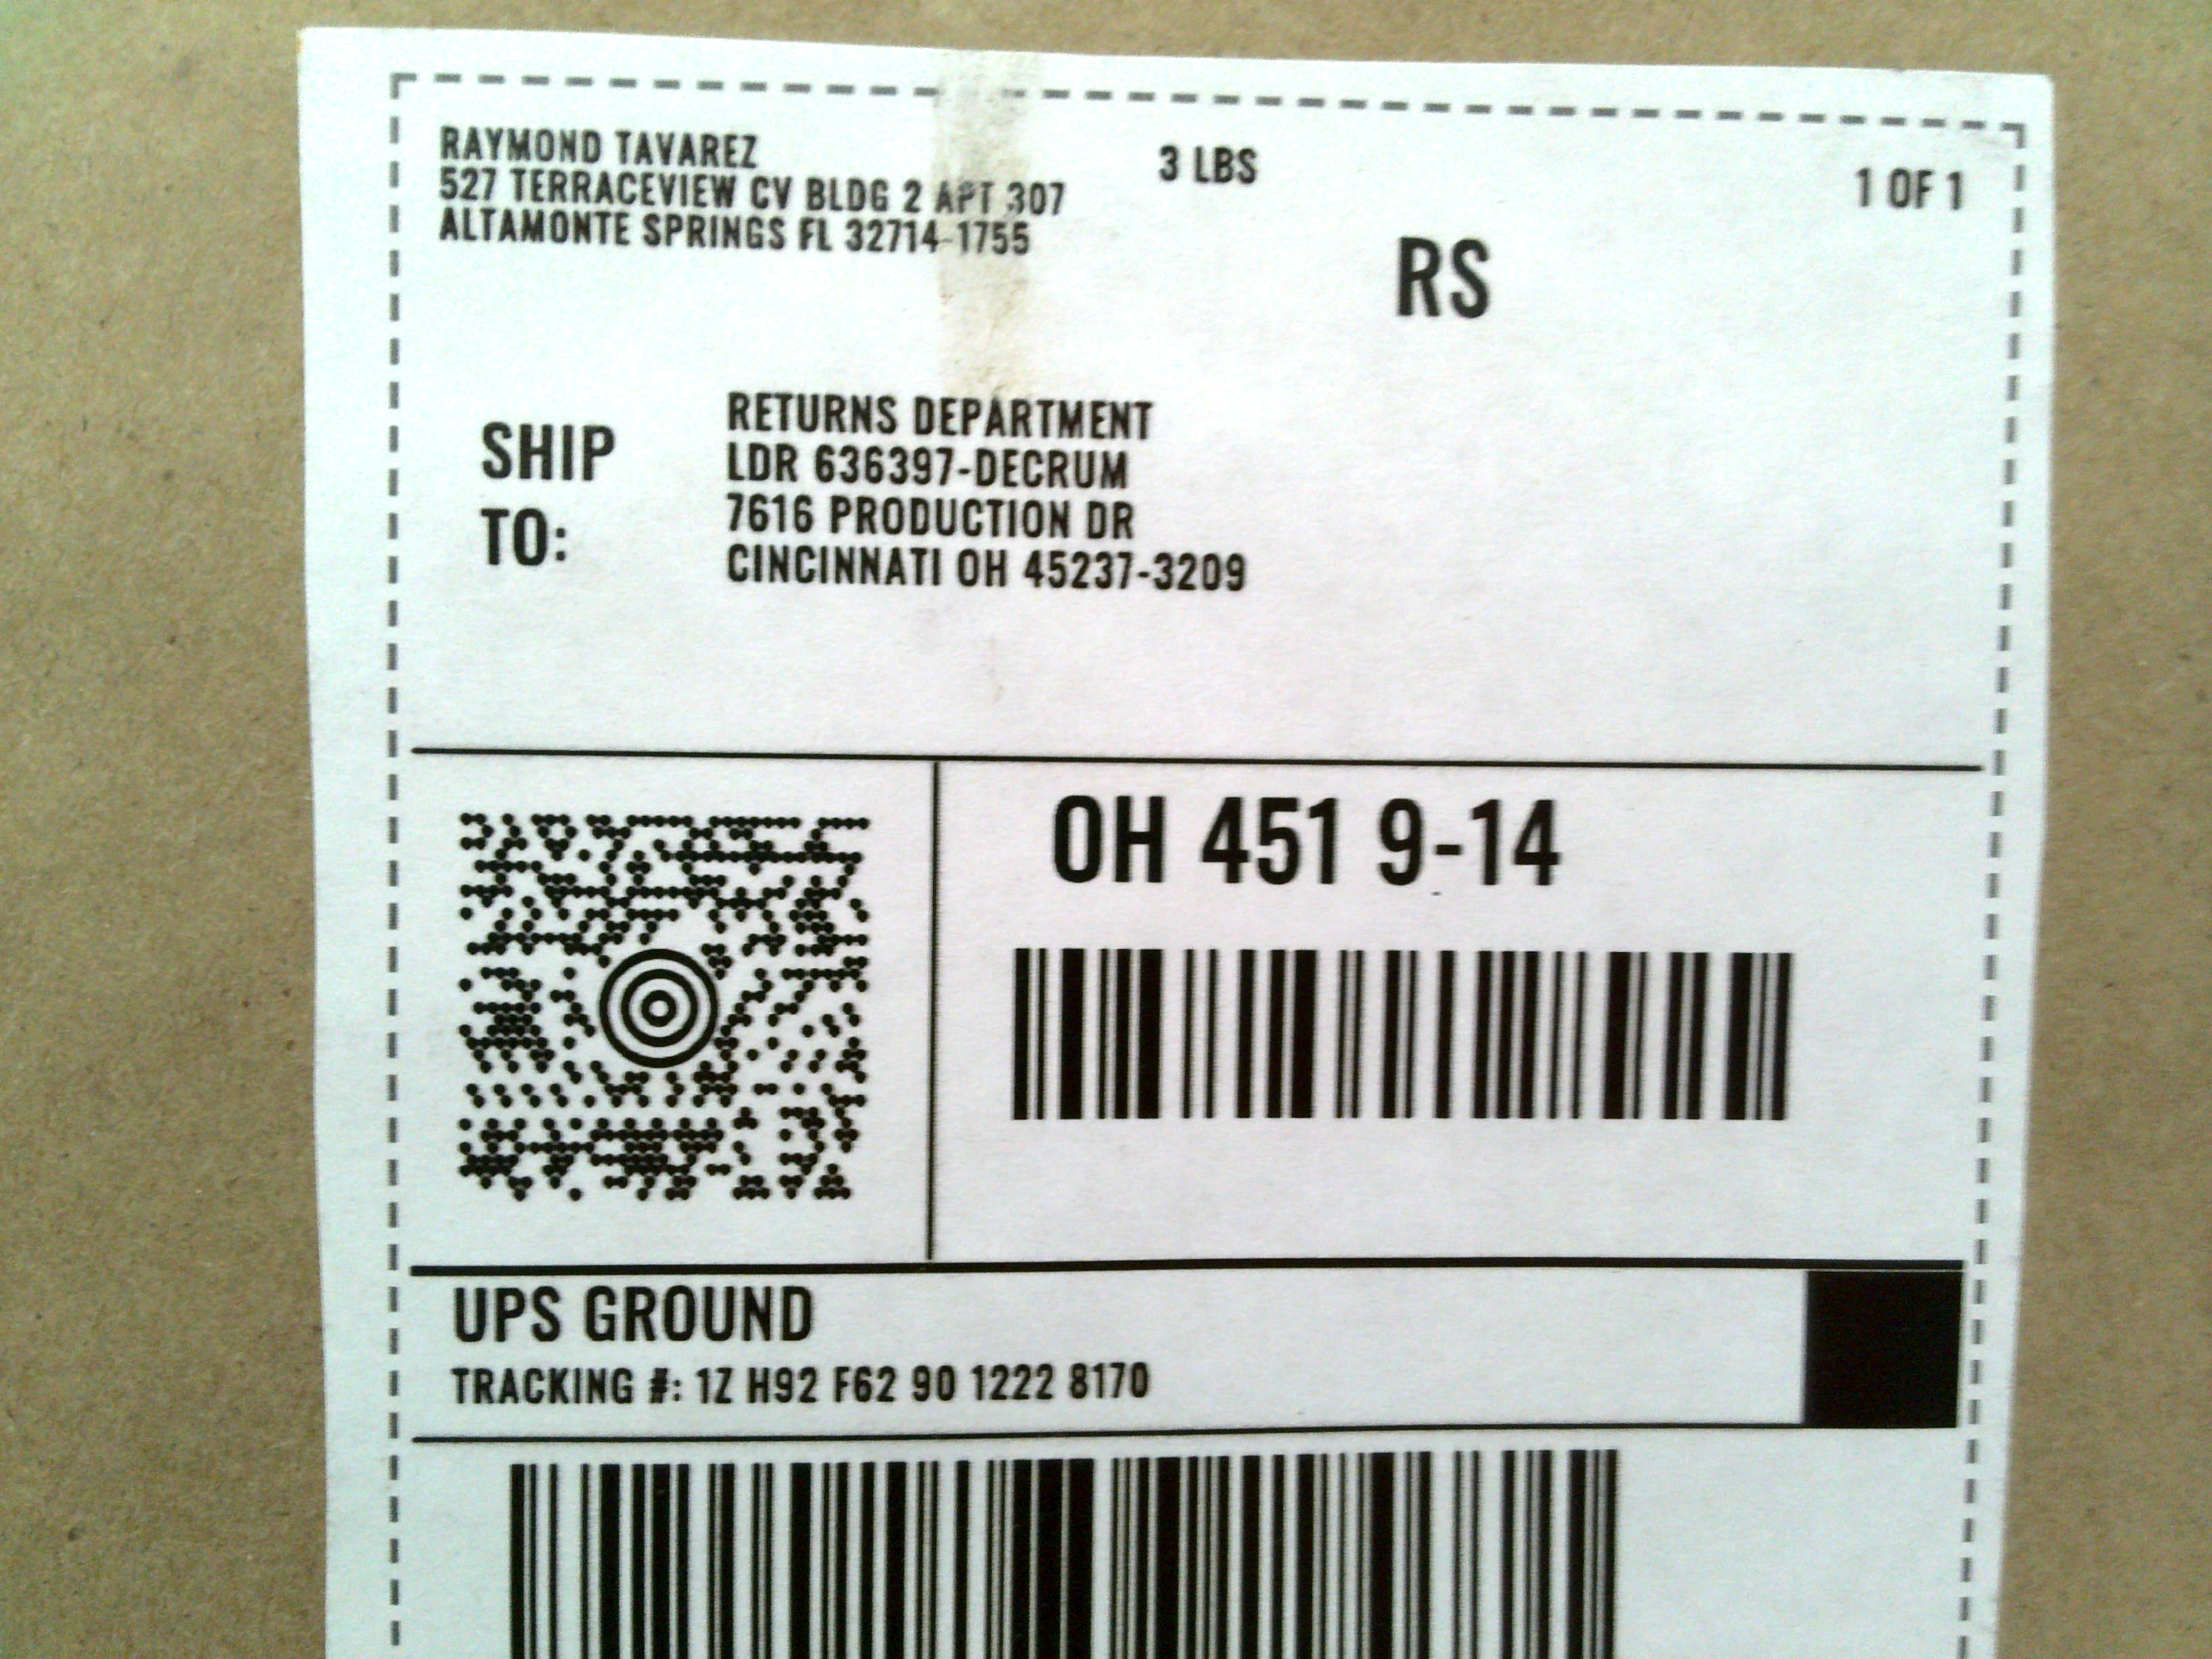 RAYMOND TAVAREZ
527 TERRACEVIEW CV BLDG 2 APT 307
ALTAMONTE SPRINGS FL 32714-1755
3 LBS
1 OF 1
RS
SHIP
TO:
RETURNS DEPARTMENT
LDR 636397-DECRUM
7616 PRODUCTION DR
CINCINNATI OH 45237-3209
OH 451 9-14
UPS GROUND
TRACKING #: 1Z H92 F62 90 1222 8170